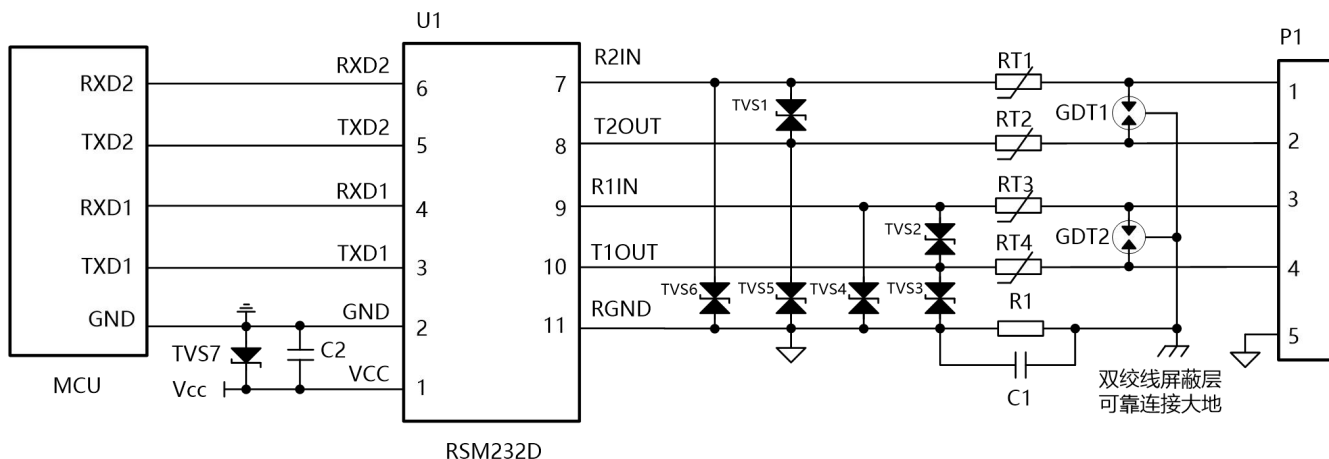 U1
P1
RXD2
RXD2
6
7
R2IN
RT1
1
TVS1
GDT1
TXD2
TXD2
5
8
T2OUT
RT2
2
RXD1
RXD1
4
9
R1IN
RT3
3
TVS2
GDT2
TXD1
TXD1
3
10
T1OUT
RT4
4
TVS6
TVS5
TVS4
TVS3
GND
GND
2
11
RGND
R1
5
TVS7
C2
MCU
Vcc
VCC
1
C1
双绞线屏蔽层
可靠连接大地
RSM232D